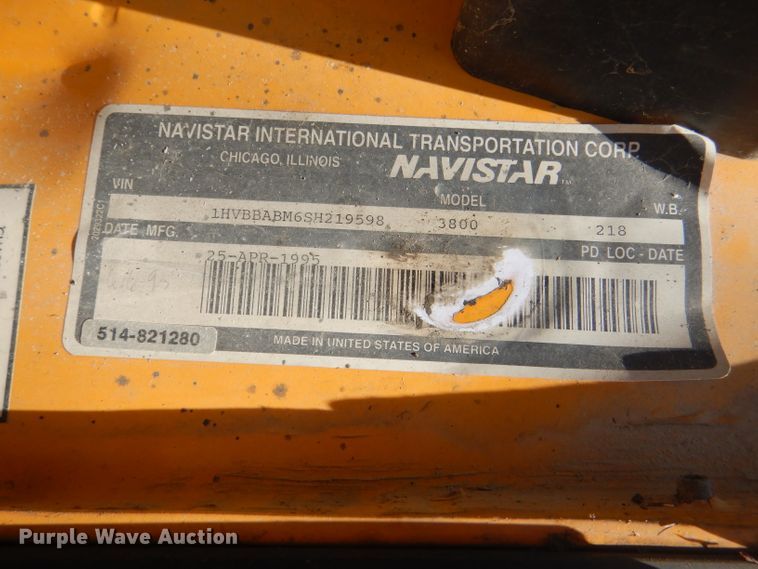 NAVISTAR INTERNATIONAL TRANSPORTATION CORP
CHICAGO, ILLINOIS NAVISTAR TM
VIN MODEL W.B.
1HVBBABM6SH219598 3800 218
DATE MFG. PD LOC - DATE
25-APR-1995
514-821280
MADE IN UNITED STATES OF AMERICA
Purple Wave Auction